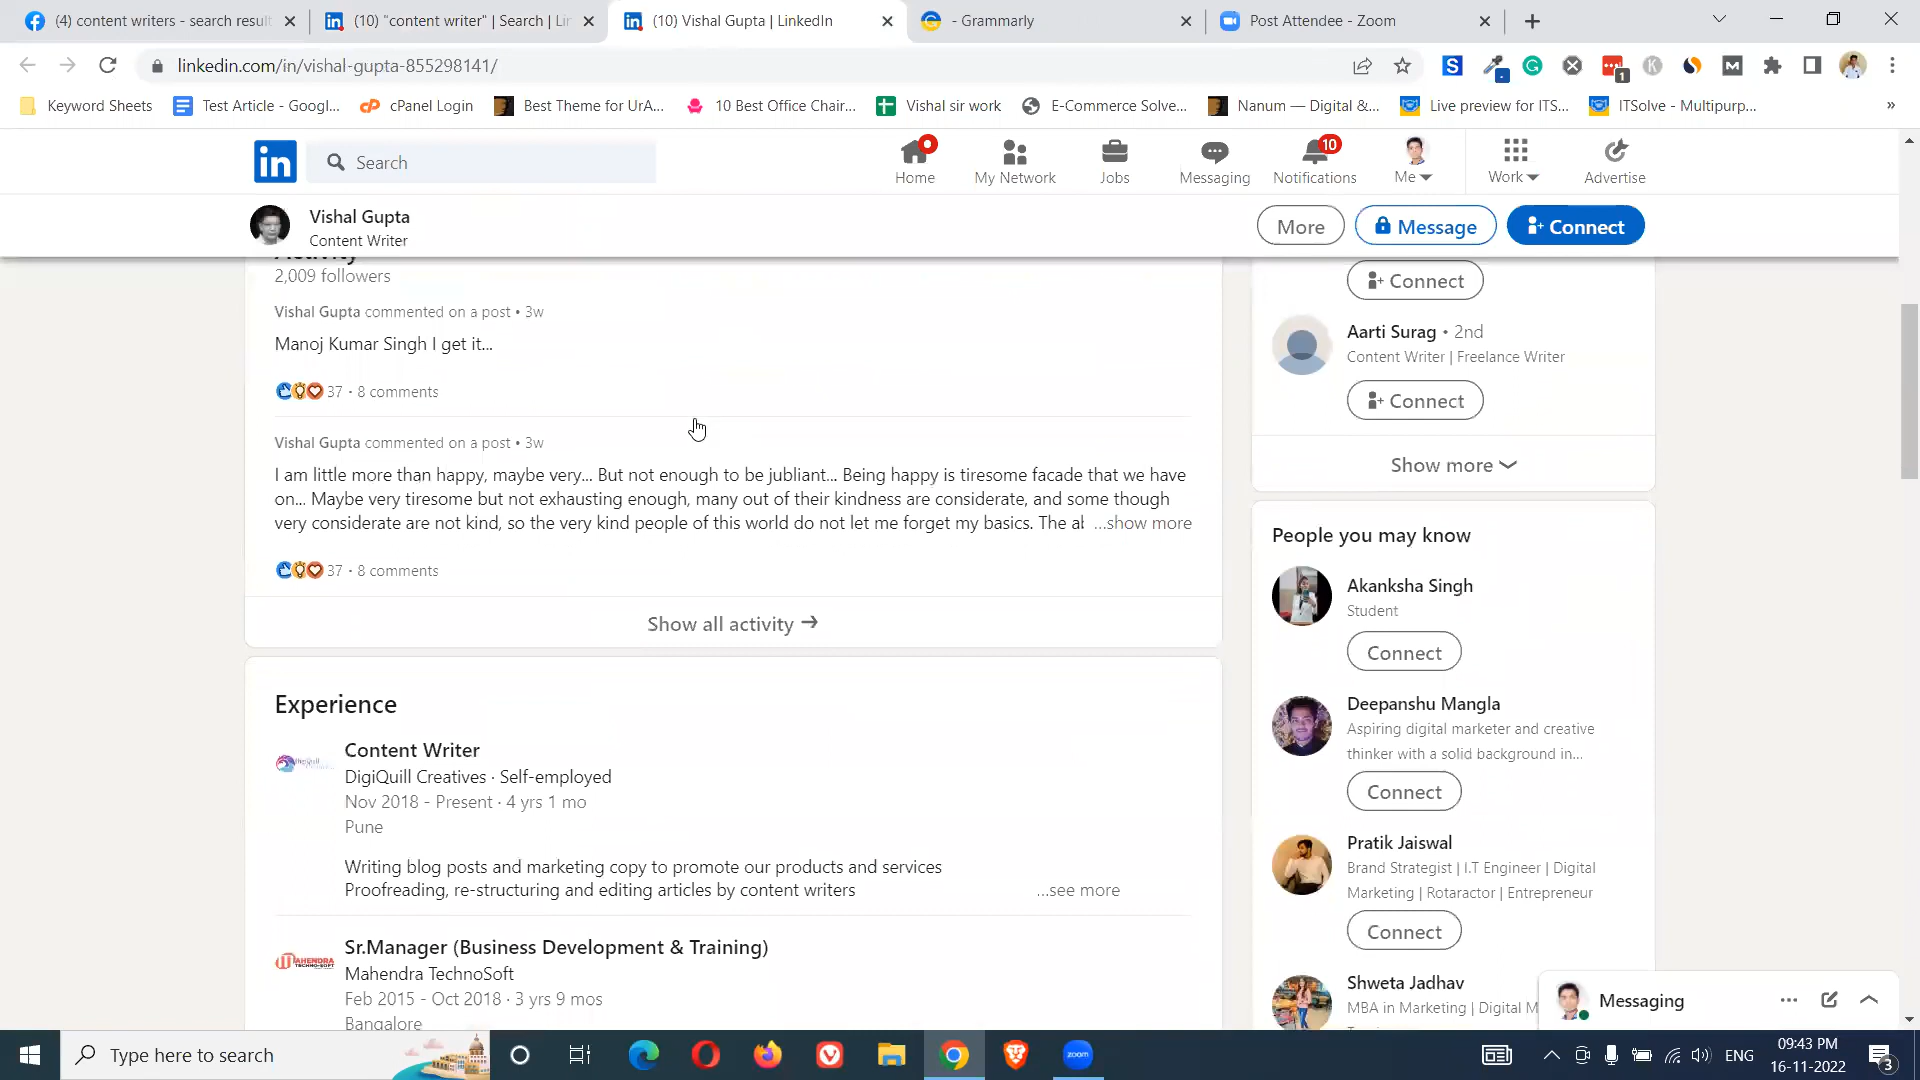 (4) content writers - search result
(10) "content writer" | Search | Lin
(10) Vishal Gupta | LinkedIn
- Grammarly
Post Attendee - Zoom
linkedin.com/in/vishal-gupta-855298141/
Keyword Sheets
Test Article - Googl...
cPanel Login
Best Theme for UrA...
10 Best Office Chair...
Vishal sir work
E-Commerce Solve...
Nanum — Digital &...
Live preview for ITS...
ITSolve - Multipurp...
Search
Home
My Network
Jobs
Messaging
10
Notifications
Me
Work
Advertise
Vishal Gupta
Content Writer
More
Message
Connect
Activity
2,009 followers
Vishal Gupta commented on a post • 3w
Manoj Kumar Singh I get it...
37 · 8 comments
Vishal Gupta commented on a post • 3w
I am little more than happy, maybe very... But not enough to be jubliant... Being happy is tiresome facade that we have
on... Maybe very tiresome but not exhausting enough, many out of their kindness are considerate, and some though
very considerate are not kind, so the very kind people of this world do not let me forget my basics. The al ...show more
37 · 8 comments
Show all activity →
Experience
Content Writer
DigiQuill Creatives · Self-employed
Nov 2018 - Present · 4 yrs 1 mo
Pune
Writing blog posts and marketing copy to promote our products and services
Proofreading, re-structuring and editing articles by content writers ...see more
MAHENDRA
TECHNO-SOFT
Sr.Manager (Business Development & Training)
Mahendra TechnoSoft
Feb 2015 - Oct 2018 · 3 yrs 9 mos
Bangalore
Connect
Aarti Surag • 2nd
Content Writer | Freelance Writer
Connect
Show more
People you may know
Akanksha Singh
Student
Connect
Deepanshu Mangla
Aspiring digital marketer and creative
thinker with a solid background in...
Connect
Pratik Jaiswal
Brand Strategist | I.T Engineer | Digital
Marketing | Rotaractor | Entrepreneur
Connect
Shweta Jadhav
MBA in Marketing | Digital M
Messaging
Type here to search
zoom
ENG
09:43 PM
16-11-2022
3